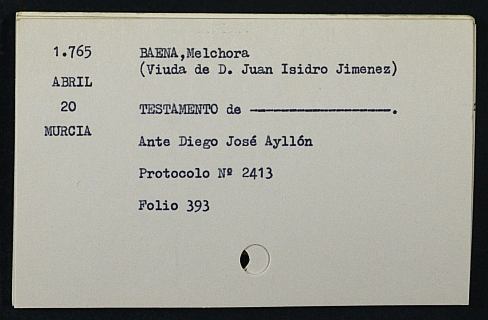 1.765
ABRIL
20
MURCIA
BAENA,Melchora
(Viuda de D. Juan Isidro Jimenez)
TESTAMENTO de ————————————.
Ante Diego José Ayllón
Protocolo Nº 2413
Folio 393